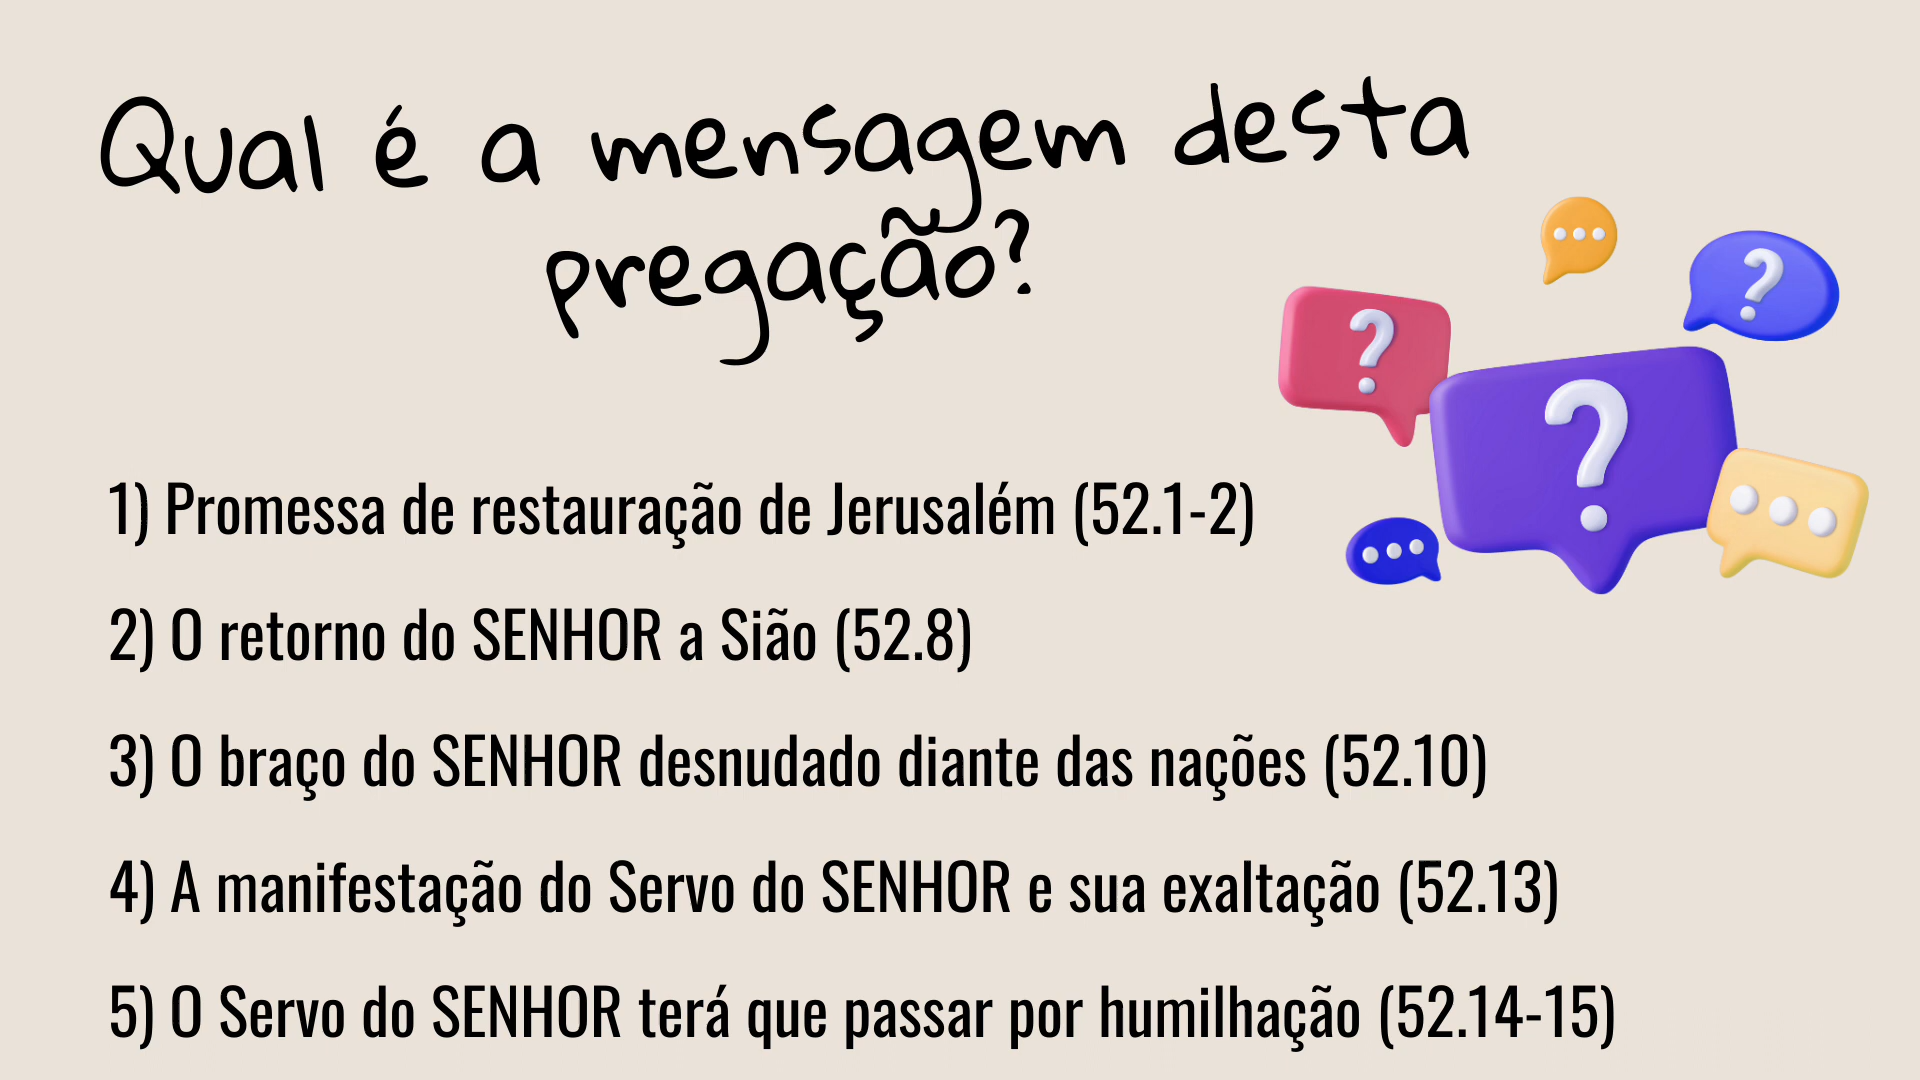 Qual é a mensagem desta
pregação?
1) Promessa de restauração de Jerusalém (52.1-2)
2) O retorno do SENHOR a Sião (52.8)
3) O braço do SENHOR desnudado diante das nações (52.10)
4) A manifestação do Servo do SENHOR e sua exaltação (52.13)
5) O Servo do SENHOR terá que passar por humilhação (52.14-15)